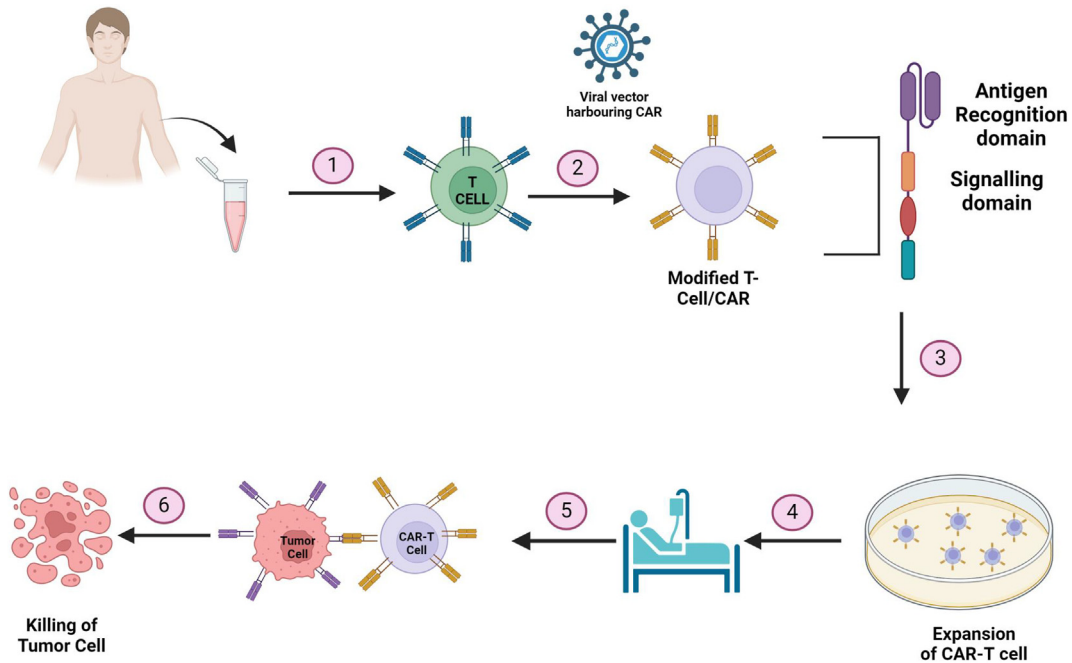 Viral vector
harbouring CAR
Antigen
Recognition
domain
Signalling
domain
1
T
CELL
2
Modified T-
Cell/CAR
3
Expansion
of CAR-T cell
4
5
Tumor
Cell
CAR-T
Cell
6
Killing of
Tumor Cell